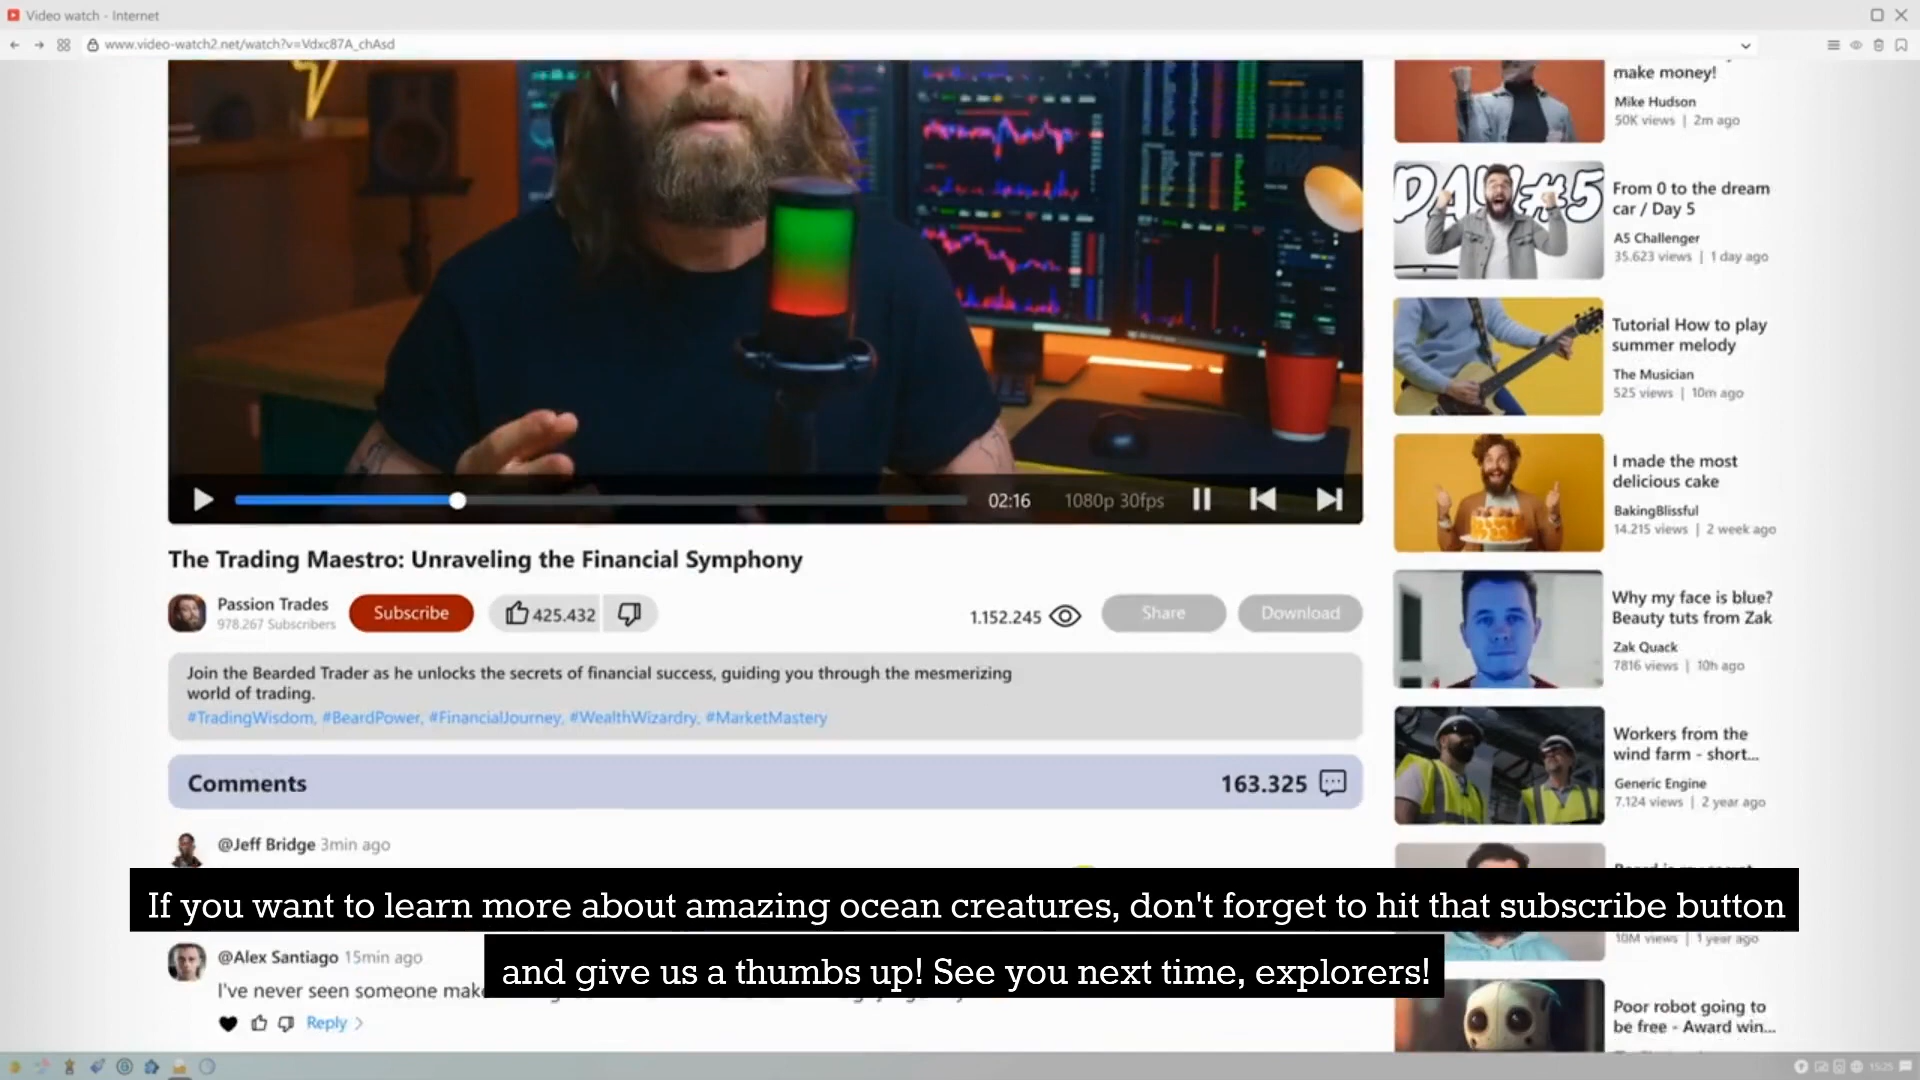 Video watch - Internet
www.video-watch2.net/watch?v=Vdxc87A_chAsd
02:16 1080p 30fps
The Trading Maestro: Unraveling the Financial Symphony
Passion Trades
978.267 Subscribers
Subscribe
425.432
1.152.245
Share
Download
Join the Bearded Trader as he unlocks the secrets of financial success, guiding you through the mesmerizing
world of trading.
#TradingWisdom, #BeardPower, #FinancialJourney, #WealthWizardry, #MarketMastery
Comments
163.325
@Jeff Bridge 3min ago
If you want to learn more about amazing ocean creatures, don't forget to hit that subscribe button
and give us a thumbs up! See you next time, explorers!
@Alex Santiago 15min ago
I've never seen someone make
Reply
make money!
Mike Hudson
50K views | 2m ago
DAY #5
From 0 to the dream
car / Day 5
A5 Challenger
35.623 views | 1 day ago
Tutorial How to play
summer melody
The Musician
525 views | 10m ago
I made the most
delicious cake
BakingBlissful
14.215 views | 2 week ago
Why my face is blue?
Beauty tuts from Zak
Zak Quack
7816 views | 10h ago
Workers from the
wind farm - short...
Generic Engine
7.124 views | 2 year ago
10M views | 1 year ago
Poor robot going to
be free - Award win...
15:25